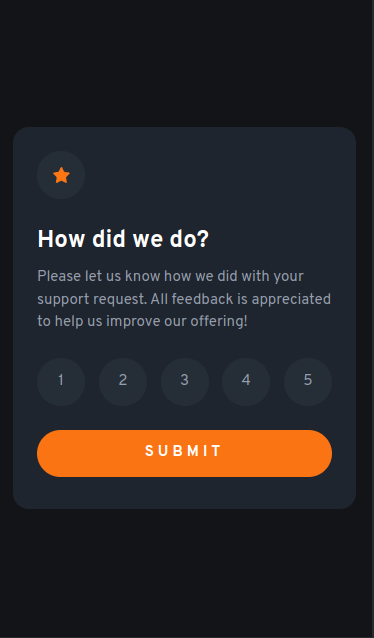 How did we do?
Please let us know how we did with your
support request. All feedback is appreciated
to help us improve our offering!
1 2 3 4 5
SUBMIT